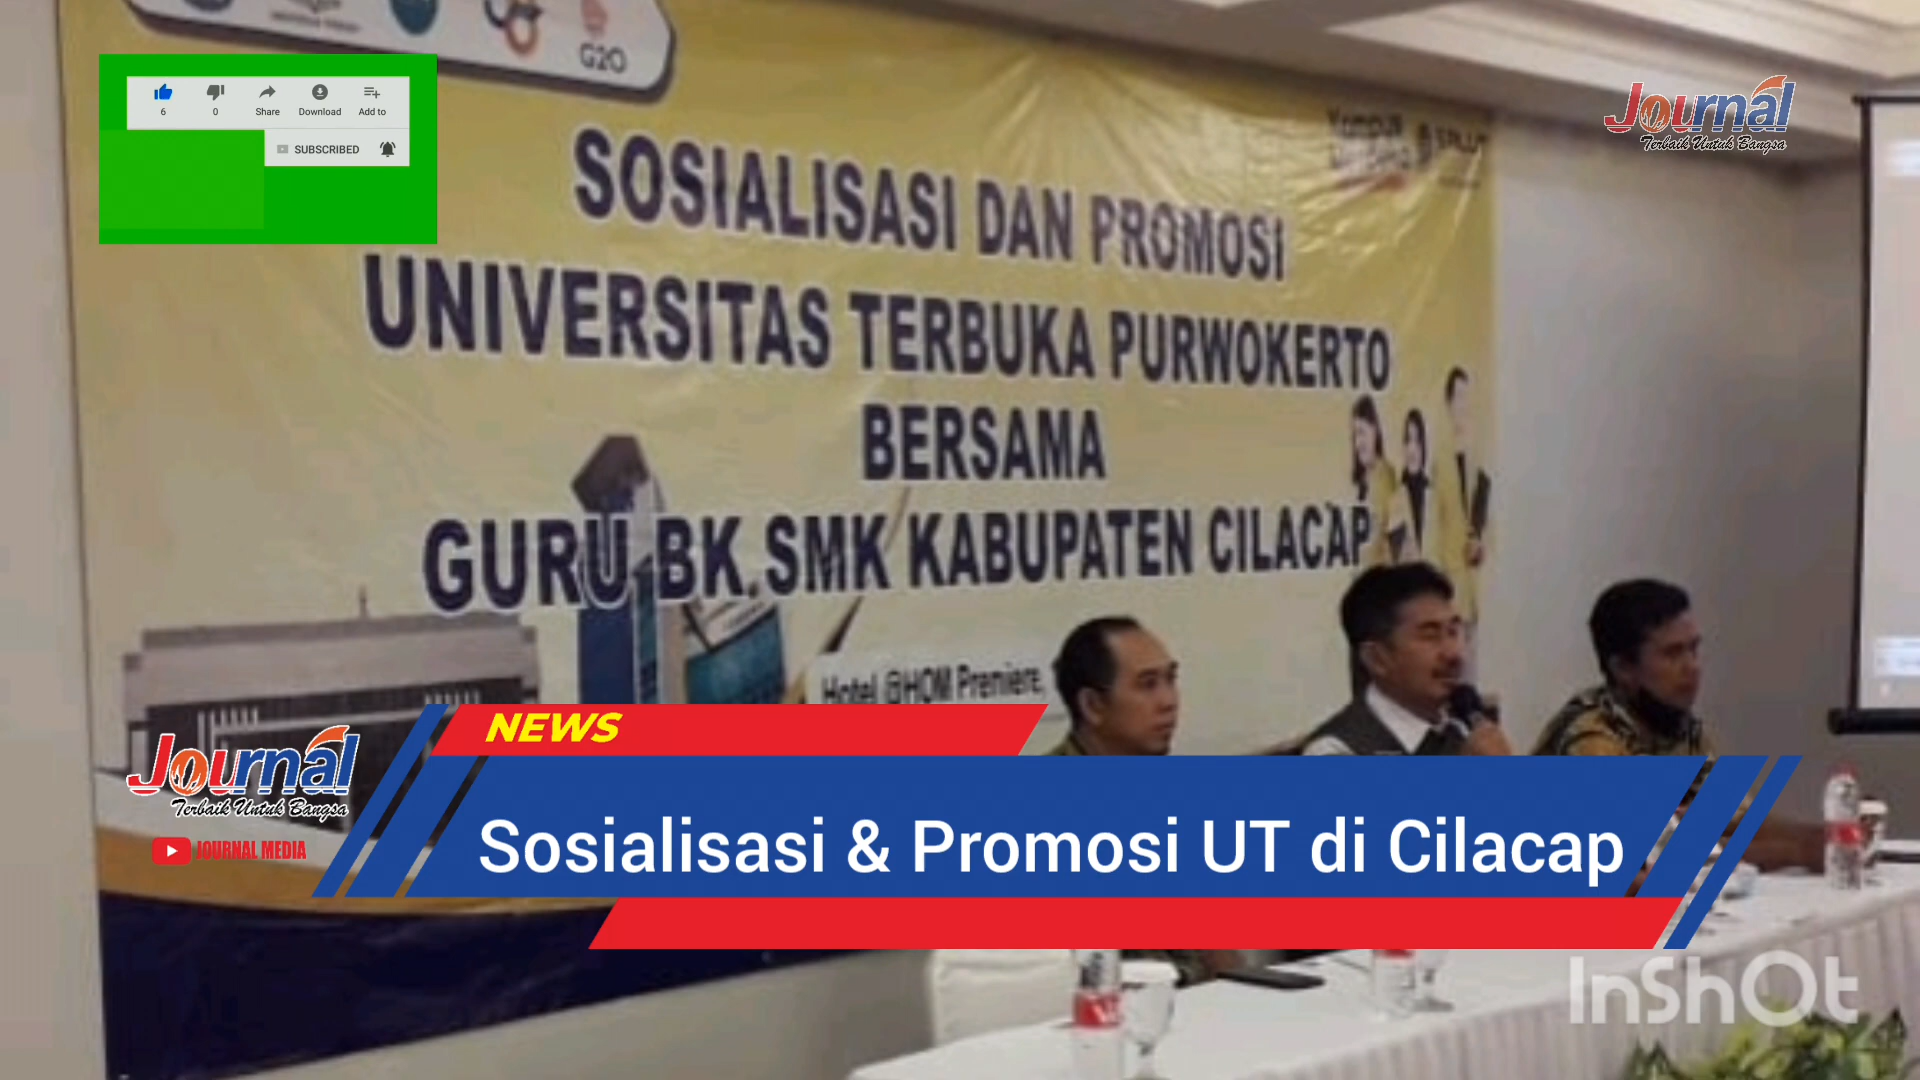 G20
6
0
Share
Download
Add to
SUBSCRIBED
Journal
Terbaik Untuk Bangsa
SOSIALISASI DAN PROMOSI
UNIVERSITAS TERBUKA PURWOKERTO
BERSAMA
GURU BK.SMK KABUPATEN CILACAP
Hotel @HOM Premiere,
NEWS
Journal
Terbaik Untuk Bangsa
JOURNAL MEDIA
Sosialisasi & Promosi UT di Cilacap
InShOt